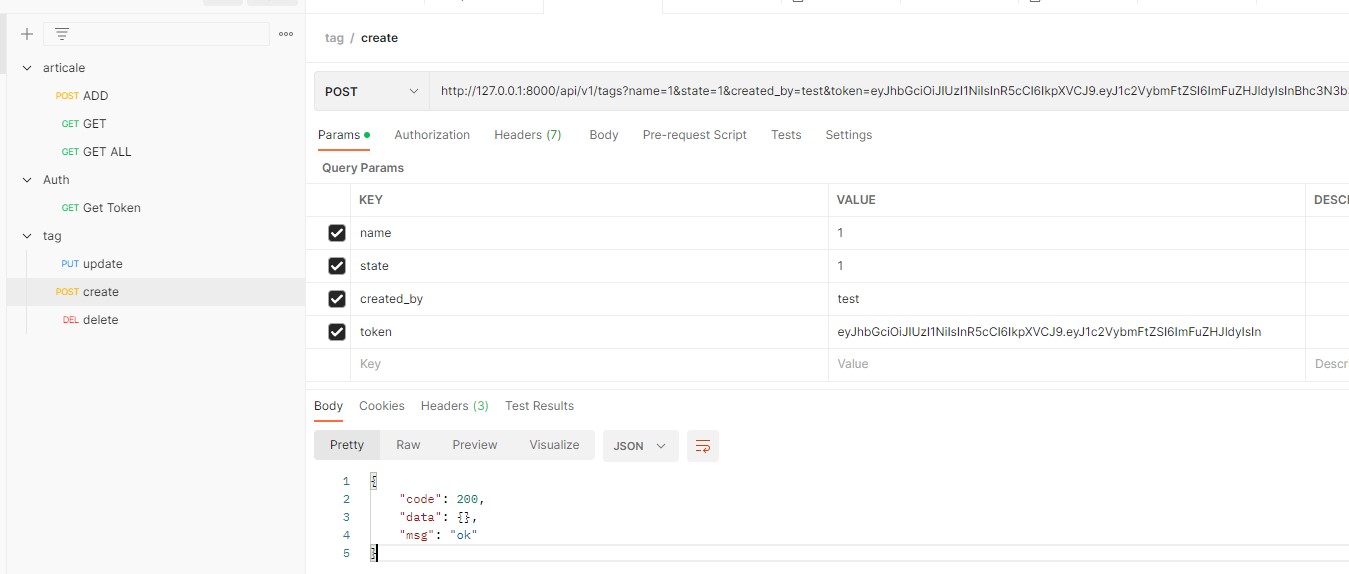 tag / create
articale
POST ADD
GET GET
GET GET ALL
Auth
GET Get Token
tag
PUT update
POST create
DEL delete
POST
http://127.0.0.1:8000/api/v1/tags?name=1&state=1&created_by=test&token=eyJhbGciOiJIUzI1NiIsInR5cCI6IkpXVCJ9.eyJ1c2VybmFtZSI6ImFuZHJldyIsInBhc3N3b3
Params Authorization Headers (7) Body Pre-request Script Tests Settings
Query Params
KEY VALUE DESCI
name 1
state 1
created_by test
token eyJhbGciOiJIUzI1NiIsInR5cCI6IkpXVCJ9.eyJ1c2VybmFtZSI6ImFuZHJldyIsIn
Key Value Descr
Body Cookies Headers (3) Test Results
Pretty Raw Preview Visualize JSON
1 {
2 "code": 200,
3 "data": {},
4 "msg": "ok"
5 }